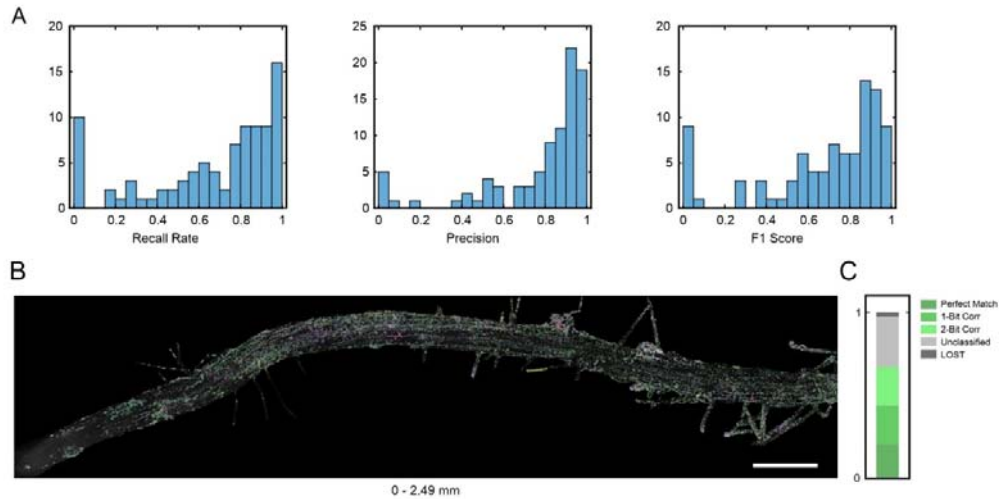 A
20
15
10
5
0
0 0.2 0.4 0.6 0.8 1
Recall Rate
25
20
15
10
5
0
0 0.2 0.4 0.6 0.8 1
Precision
20
15
10
5
0
0 0.2 0.4 0.6 0.8 1
F1 Score
B
0 - 2.49 mm
C
1
0
Perfect Match
1-Bit Corr
2-Bit Corr
Unclassified
LOST